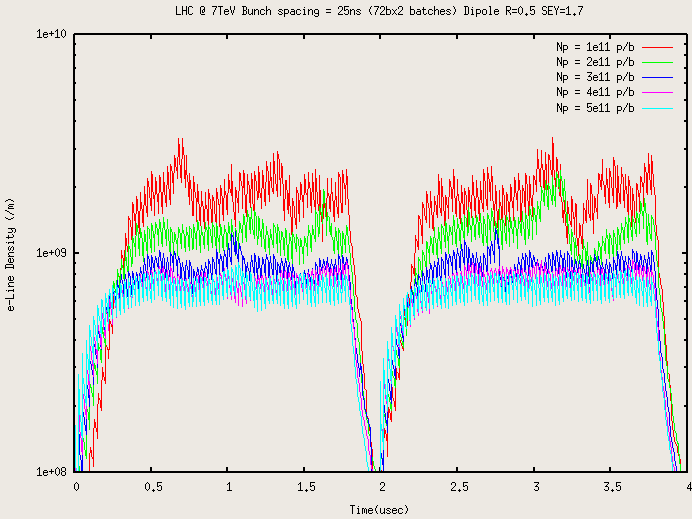 LHC @ 7TeV Bunch spacing = 25ns (72bx2 batches) Dipole R=0.5 SEY=1.7
1e+10
Np = 1e11 p/b
Np = 2e11 p/b
Np = 3e11 p/b
Np = 4e11 p/b
Np = 5e11 p/b
e-Line Density (/m)
1e+09
1e+08
0 0.5 1 1.5 2 2.5 3 3.5 4
Time(usec)